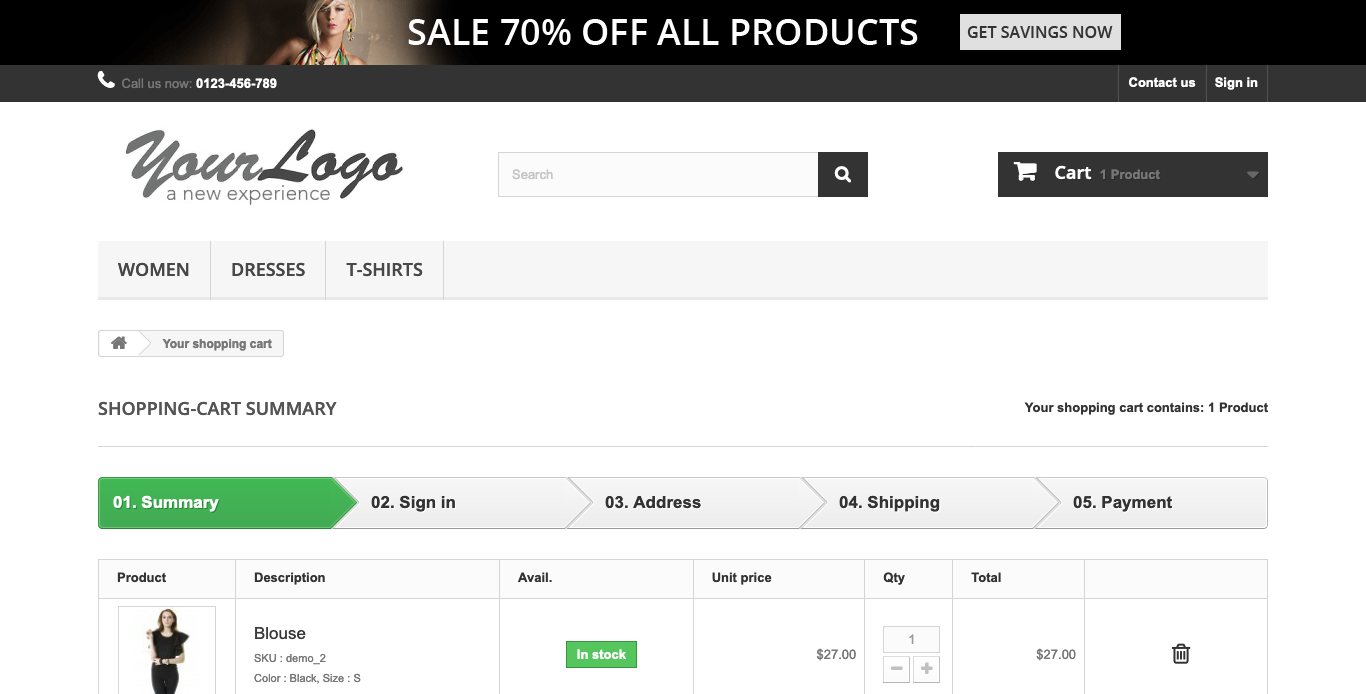 SALE 70% OFF ALL PRODUCTS
GET SAVINGS NOW
Call us now: 0123-456-789
Contact us
Sign in
YourLogo
a new experience
Search
Cart 1 Product
WOMEN
DRESSES
T-SHIRTS
Your shopping cart
SHOPPING-CART SUMMARY
Your shopping cart contains: 1 Product
01. Summary
02. Sign in
03. Address
04. Shipping
05. Payment
Product
Description
Avail.
Unit price
Qty
Total
Blouse
SKU : demo_2
Color : Black, Size : S
In stock
$27.00
1
$27.00